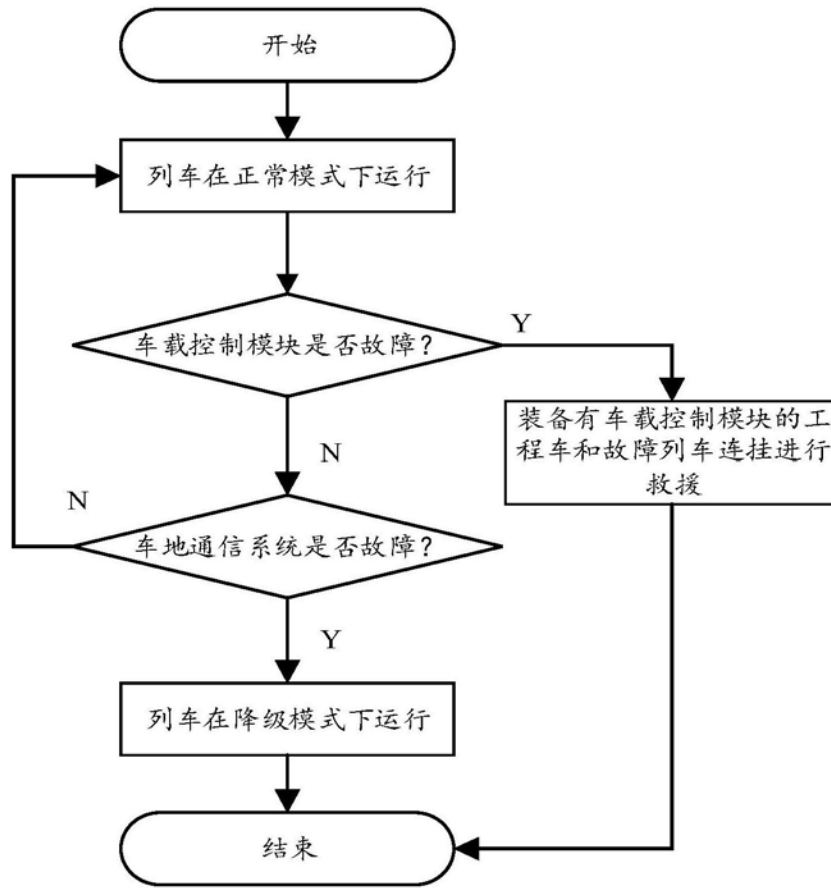 开始
列车在正常模式下运行
车载控制模块是否故障？
Y
装备有车载控制模块的工
程车和故障列车连挂进行
救援
N
N
车地通信系统是否故障？
Y
列车在降级模式下运行
结束